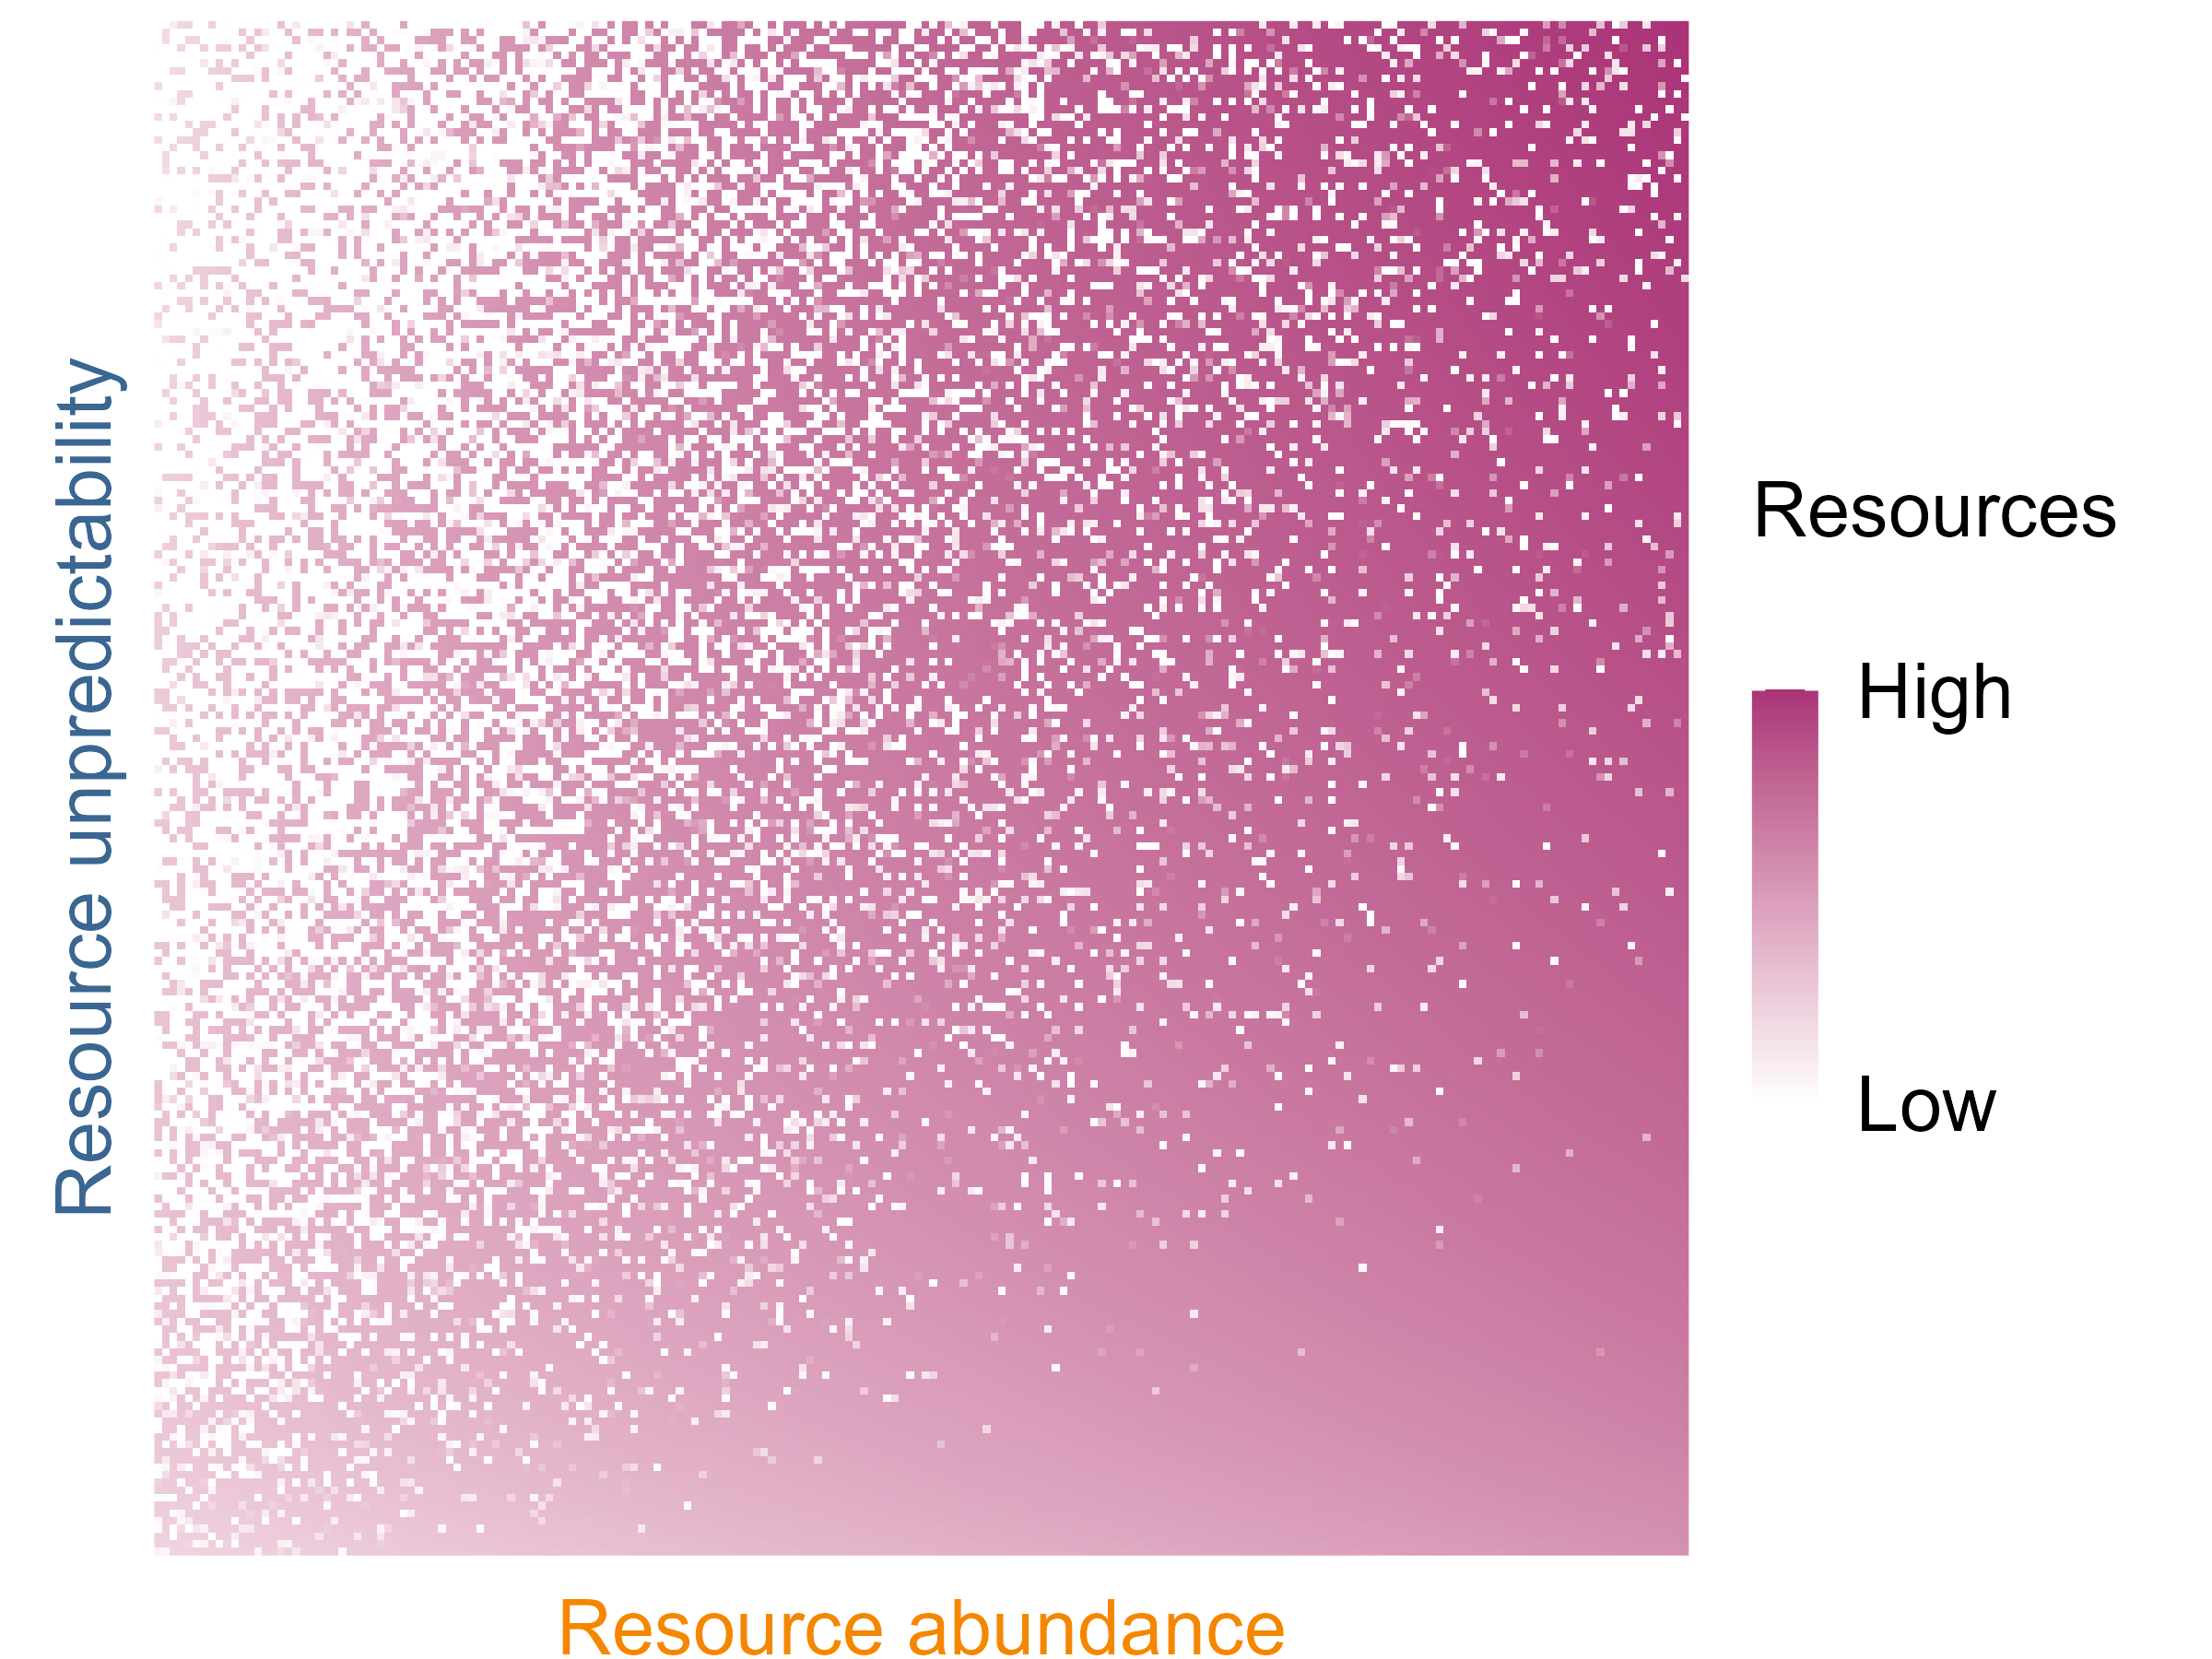 Resource unpredictability
Resources
High
Low
Resource abundance